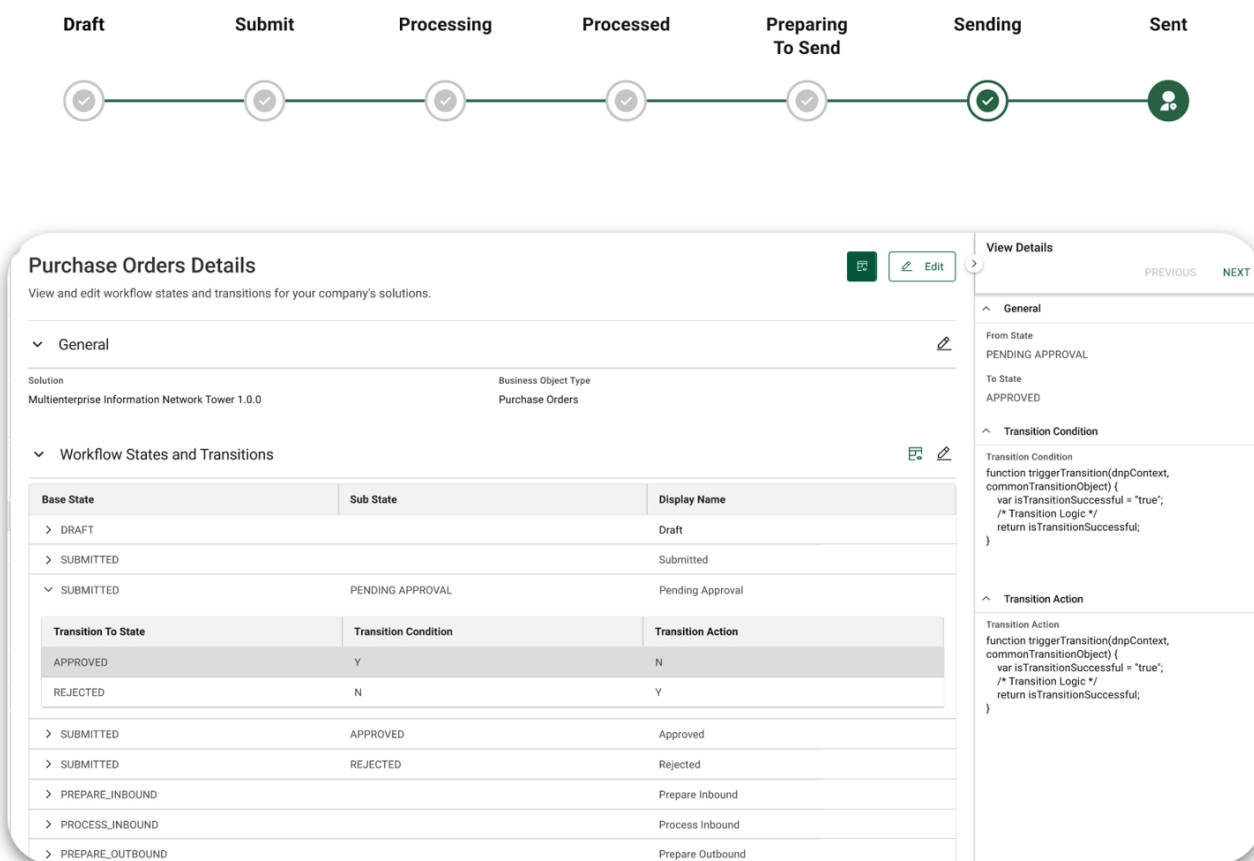 Draft Submit Processing Processed Preparing To Send Sending Sent
Purchase Orders Details
Edit
View and edit workflow states and transitions for your company's solutions.
General
Solution Business Object Type
Multienterprise Information Network Tower 1.0.0 Purchase Orders
Workflow States and Transitions
Base State Sub State Display Name
DRAFT Draft
SUBMITTED Submitted
SUBMITTED PENDING APPROVAL Pending Approval
Transition To State Transition Condition Transition Action
APPROVED Y N
REJECTED N Y
SUBMITTED APPROVED Approved
SUBMITTED REJECTED Rejected
PREPARE_INBOUND Prepare Inbound
PROCESS_INBOUND Process Inbound
PREPARE_OUTBOUND Prepare Outbound
View Details
PREVIOUS NEXT
General
From State
PENDING APPROVAL
To State
APPROVED
Transition Condition
Transition Condition
function triggerTransition(dnpContext,
commonTransitionObject) {
var isTransitionSuccessful = "true";
/* Transition Logic */
return isTransitionSuccessful;
}
Transition Action
Transition Action
function triggerTransition(dnpContext,
commonTransitionObject) {
var isTransitionSuccessful = "true";
/* Transition Logic */
return isTransitionSuccessful;
}